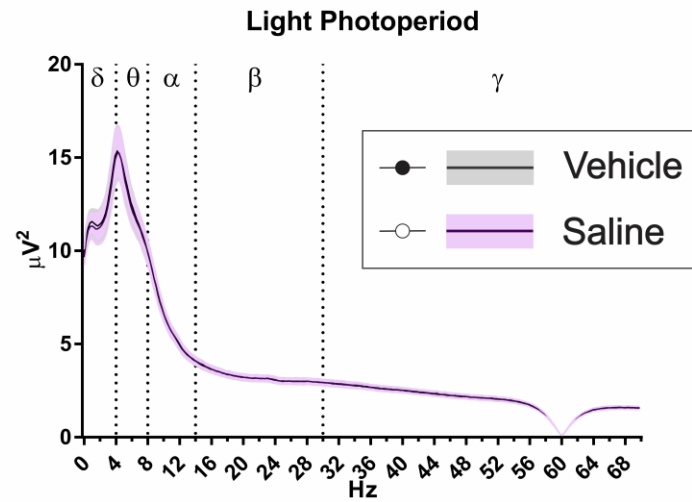 Light Photoperiod
20
15
10
5
0
μV²
δ θ α β γ
Vehicle
Saline
0 4 8 12 16 20 24 28 32 36 40 44 48 52 56 60 64 68
Hz